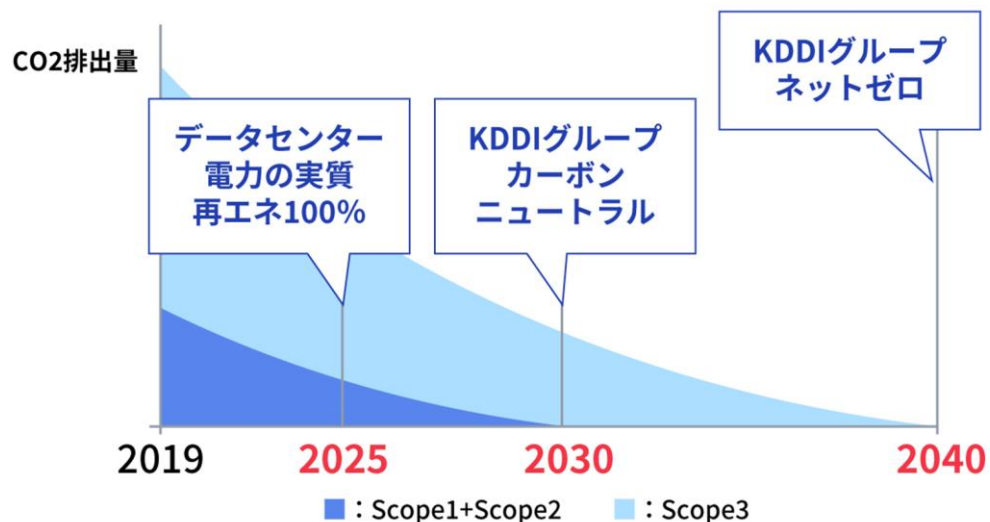 CO2排出量
データセンター
電力の実質
再エネ100%
KDDIグループ
カーボン
ニュートラル
KDDIグループ
ネットゼロ
2019 2025 2030 2040
：Scope1+Scope2 ：Scope3